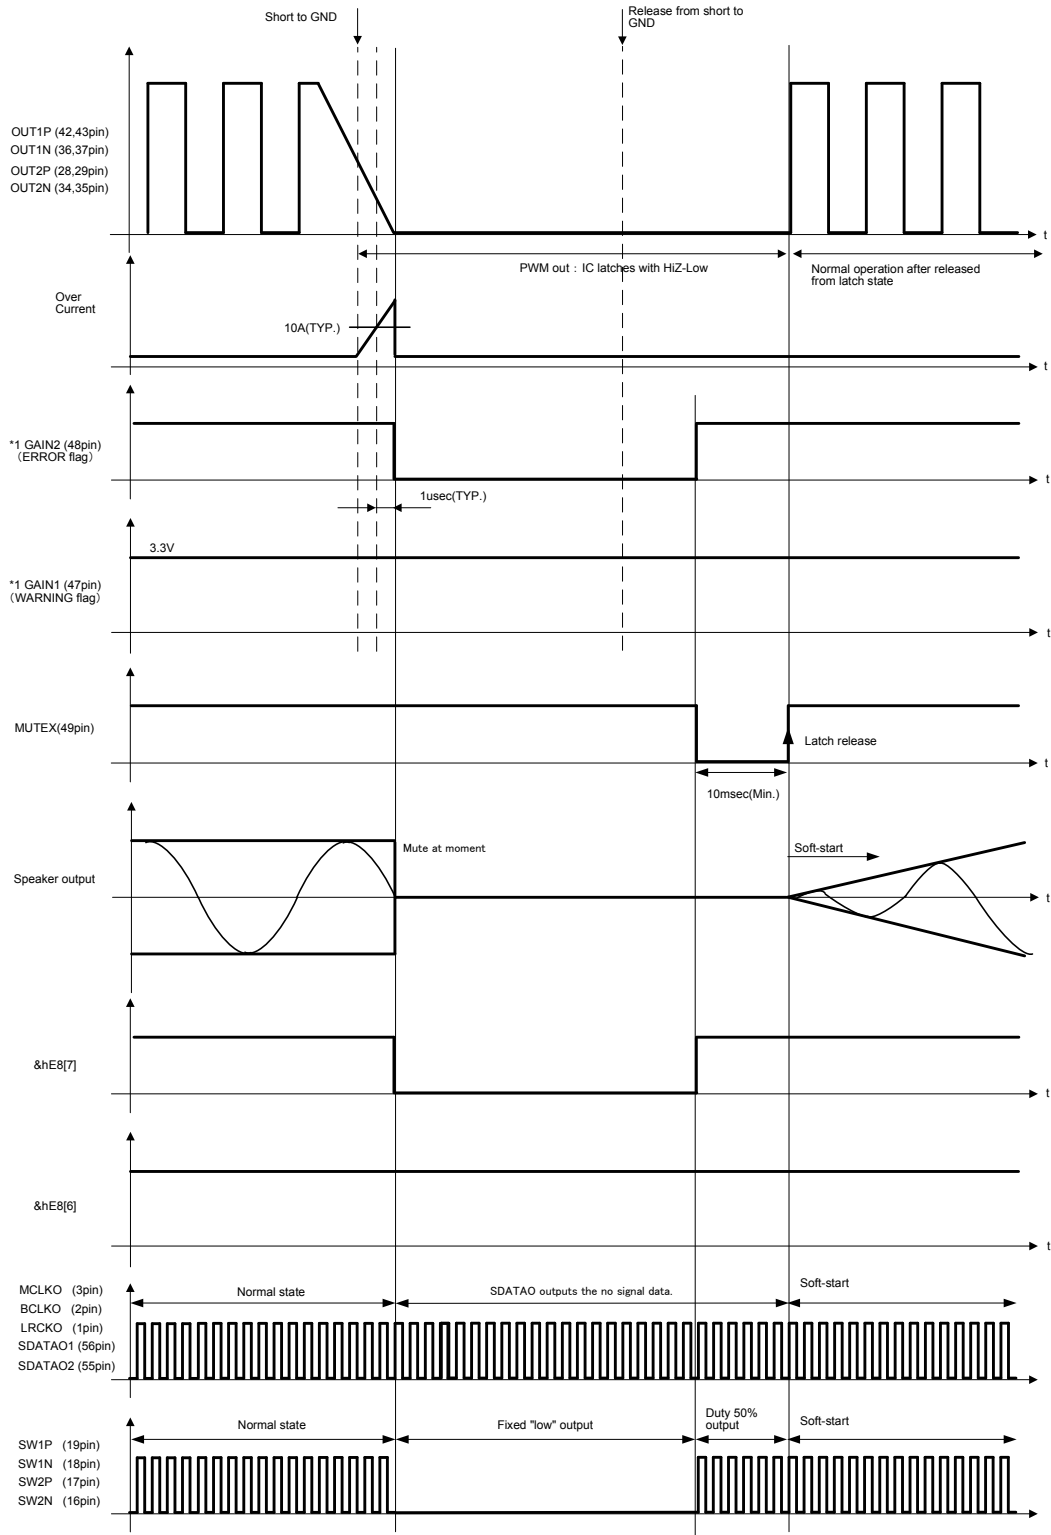 Short to GND
Release from short to
GND
OUT1P (42,43pin)
OUT1N (36,37pin)
OUT2P (28,29pin)
OUT2N (34,35pin)
t
PWM out : IC latches with HiZ-Low
Normal operation after released
from latch state
Over
Current
10A(TYP.)
t
*1 GAIN2 (48pin)
(ERROR flag)
t
1usec(TYP.)
3.3V
*1 GAIN1 (47pin)
(WARNING flag)
t
MUTEX(49pin)
Latch release
t
10msec(Min.)
Mute at moment
Soft-start
Speaker output
t
&hE8[7]
t
&hE8[6]
t
MCLKO (3pin)
BCLKO (2pin)
LRCKO (1pin)
SDATAO1 (56pin)
SDATAO2 (55pin)
Normal state
SDATAO outputs the no signal data.
Soft-start
SW1P (19pin)
SW1N (18pin)
SW2P (17pin)
SW2N (16pin)
Normal state
Fixed "low" output
Duty 50%
output
Soft-start